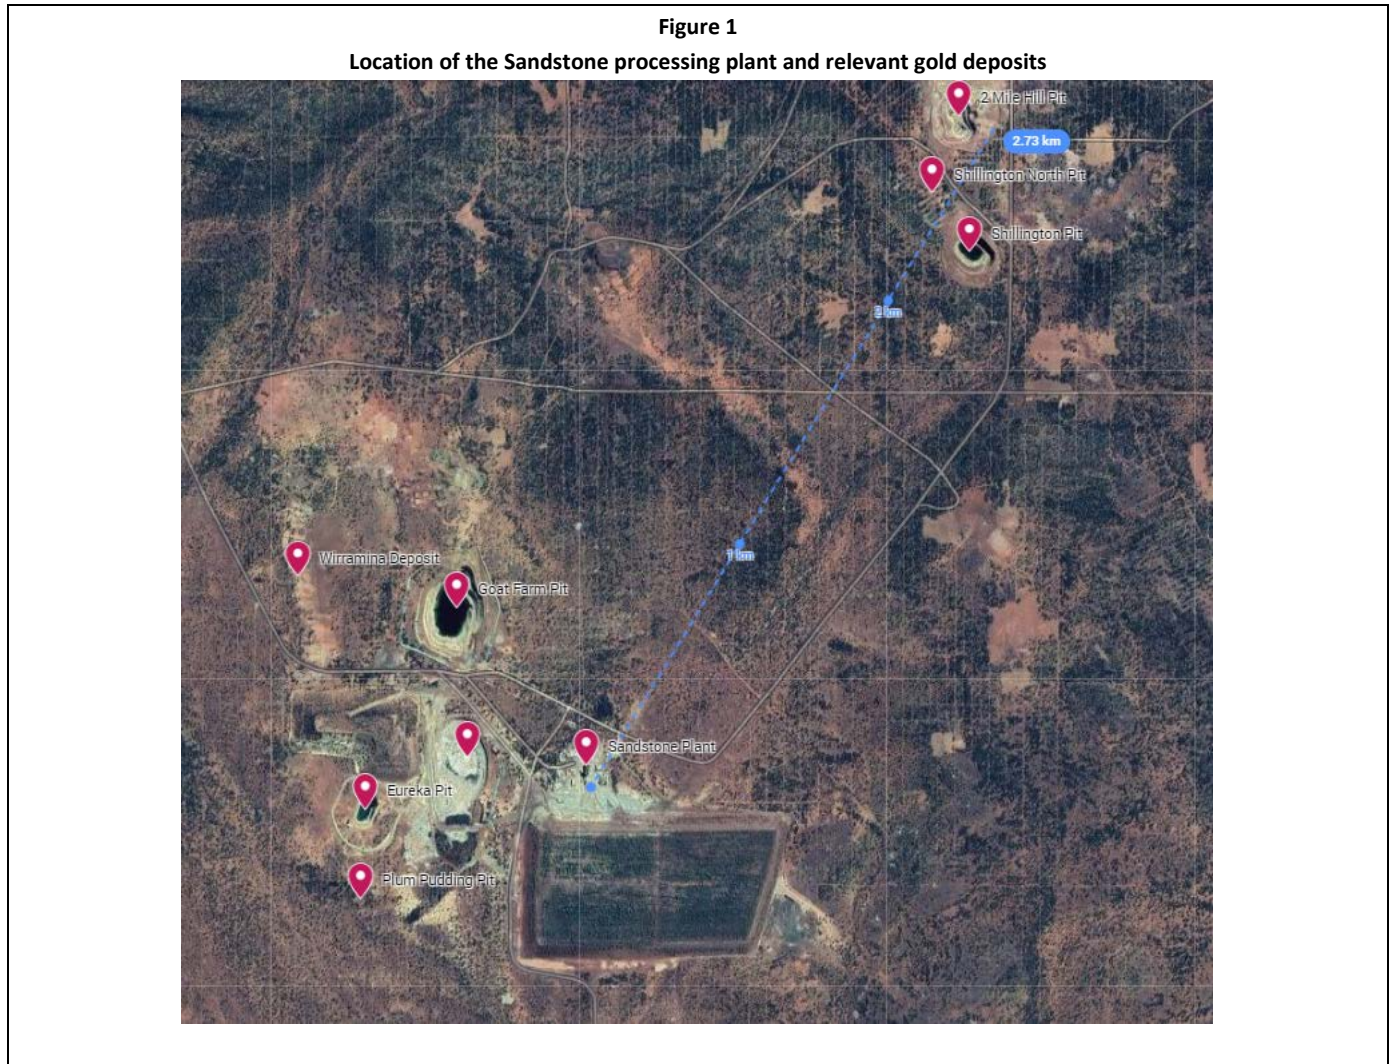 Figure 1
Location of the Sandstone processing plant and relevant gold deposits
2 Mile Hill Pit
2.73 km
Shillington North Pit
Shillington Pit
2 km
1 km
Wirramina Deposit
Goat Farm Pit
Sandstone Plant
Eureka Pit
Plum Pudding Pit